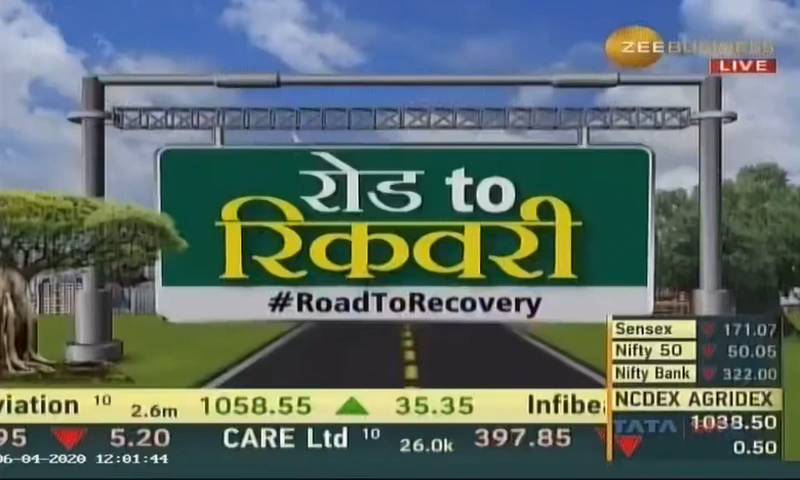 ZEE BUSINESS
LIVE
रोड to
रिकवरी
#RoadToRecovery
Sensex 171.07
Nifty 50 50.05
Nifty Bank 322.00
NCDEX AGRIDEX
1038.50
0.50
viation 10 2.6m 1058.55 35.35 Infibe
95 5.20 CARE Ltd 10 26.0k 397.85
TATA
06-04-2020 12:01:44